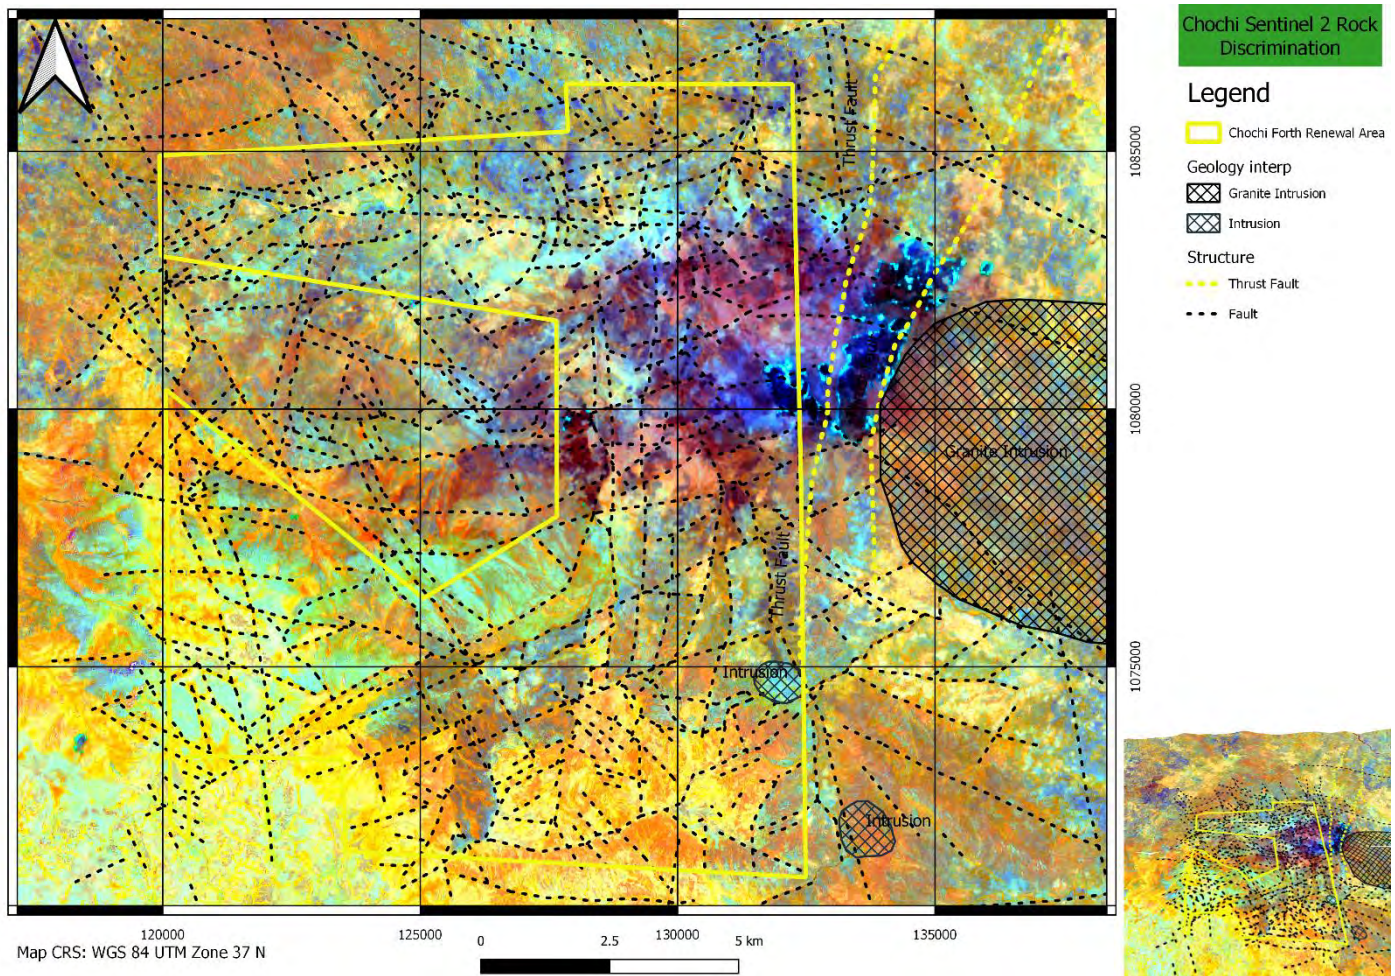 Chochi Sentinel 2 Rock
Discrimination
Legend
Chochi Forth Renewal Area
Geology interp
Granite Intrusion
Intrusion
Structure
Thrust Fault
Fault
Thrust Fault
Granite Intrusion
Thrust Fault
Intrusion
Intrusion
1085000
1080000
1075000
120000
125000
130000
135000
0
2.5
5 km
Map CRS: WGS 84 UTM Zone 37 N